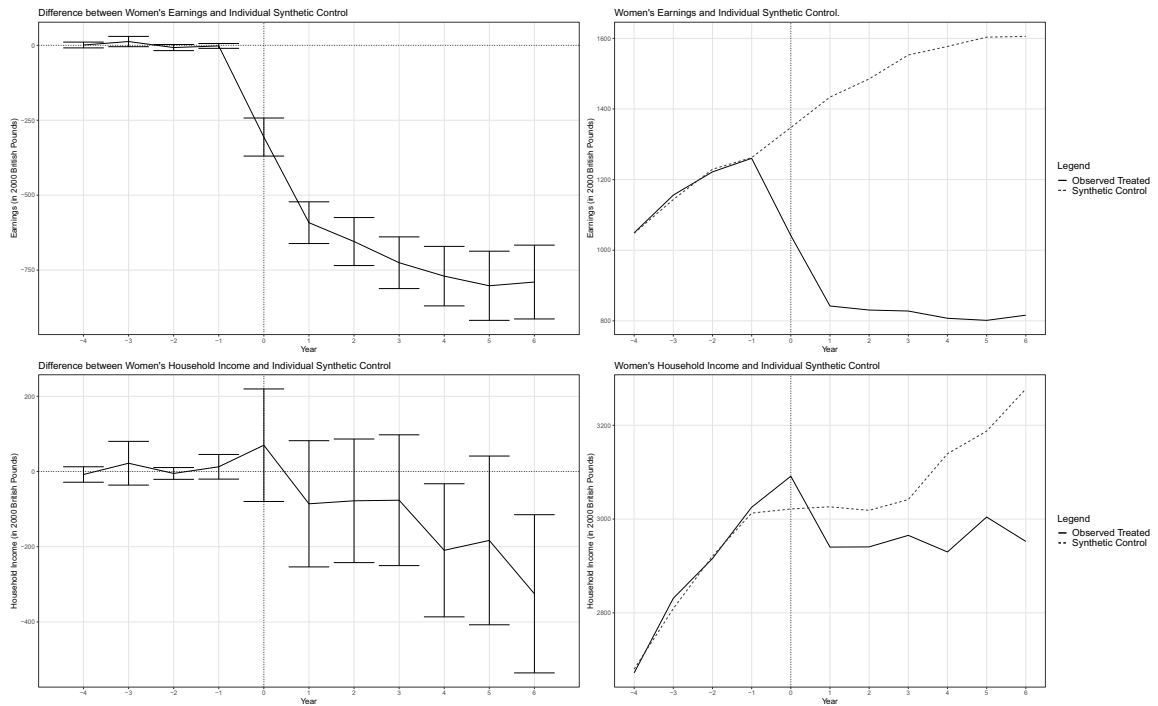 Difference between Women's Earnings and Individual Synthetic Control
Earnings (in 2000 British Pounds)
0
−250
−500
−750
−4 −3 −2 −1 0 1 2 3 4 5 6
Year
Women's Earnings and Individual Synthetic Control.
Earnings (in 2000 British Pounds)
1600
1400
1200
1000
800
−4 −3 −2 −1 0 1 2 3 4 5 6
Year
Legend
Observed Treated
Synthetic Control
Difference between Women's Household Income and Individual Synthetic Control
Household Income (in 2000 British Pounds)
200
0
−200
−400
−4 −3 −2 −1 0 1 2 3 4 5 6
Year
Women's Household Income and Individual Synthetic Control
Household Income (in 2000 British Pounds)
3200
3000
2800
−4 −3 −2 −1 0 1 2 3 4 5 6
Year
Legend
Observed Treated
Synthetic Control